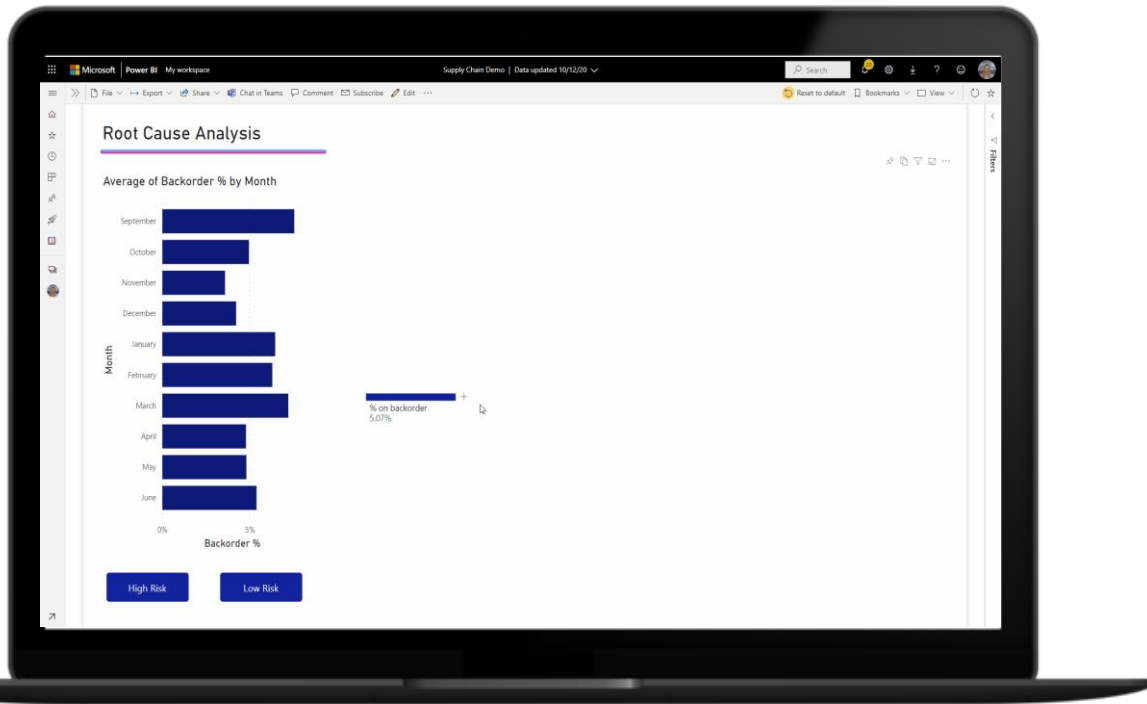 Microsoft Power BI My workspace
Supply Chain Demo | Data updated 10/12/20
Search
File Export Share Chat in Teams Comment Subscribe Edit
Reset to default Bookmarks View
Root Cause Analysis
Filters
Average of Backorder % by Month
September
October
November
December
January
February
March
April
May
June
Month
0% 5%
Backorder %
% on backorder
5.07%
High Risk Low Risk